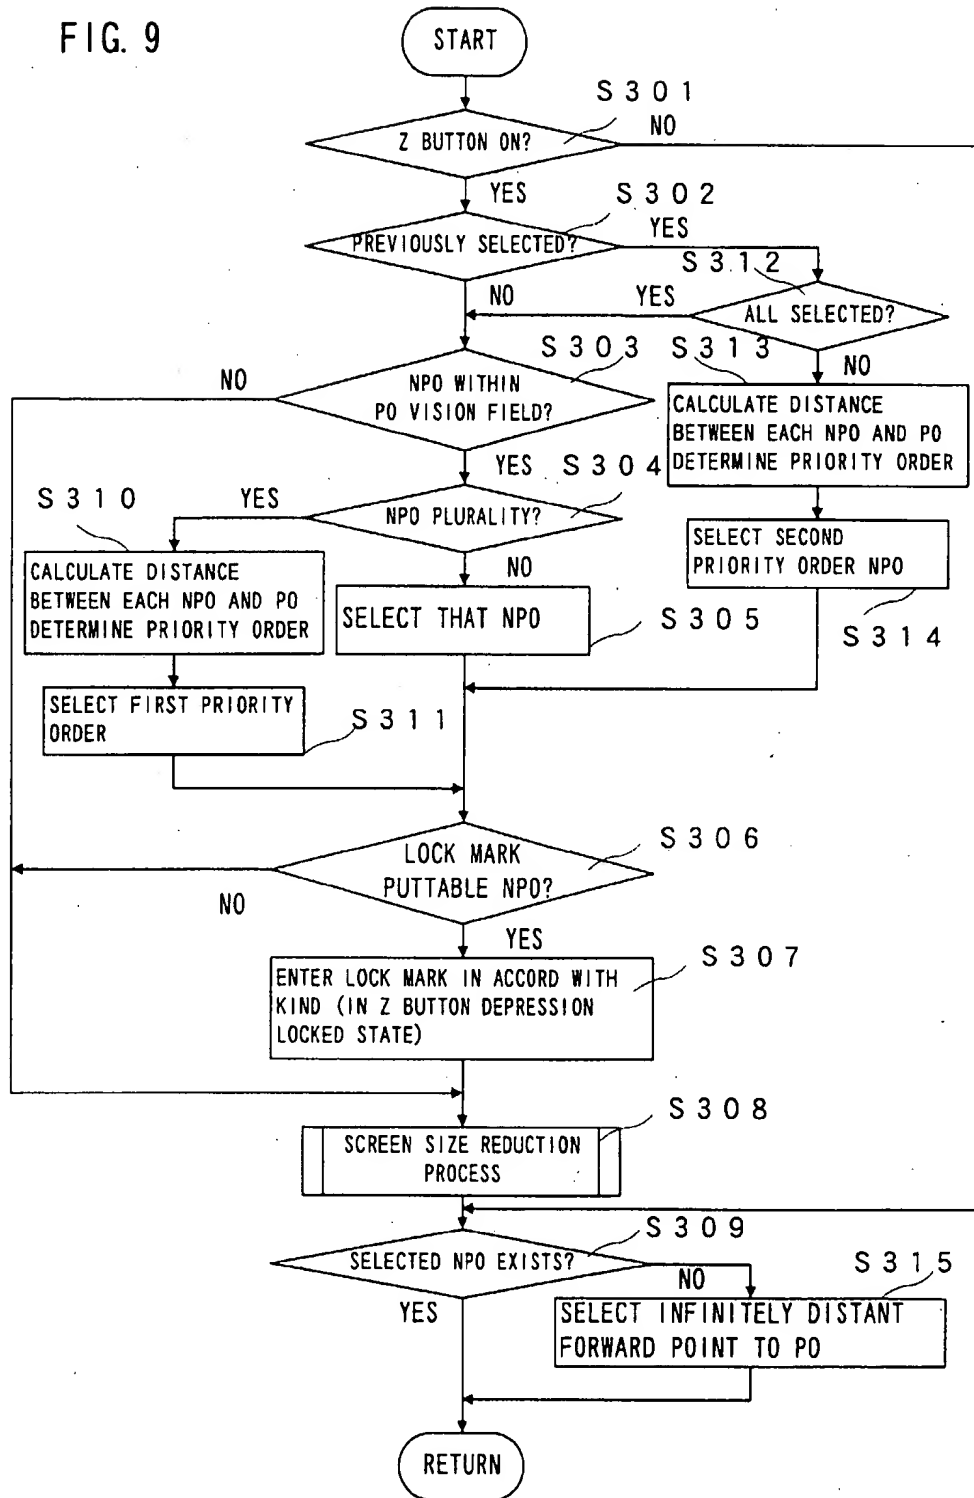 FIG. 9
START
S301
Z BUTTON ON?
NO
YES
S302
PREVIOUSLY SELECTED?
YES
S312
NO
YES
ALL SELECTED?
S303
S313
NO
NO
NPO WITHIN
PO VISION FIELD?
CALCULATE DISTANCE
BETWEEN EACH NPO AND PO
DETERMINE PRIORITY ORDER
YES
S304
S310
YES
NPO PLURALITY?
SELECT SECOND
PRIORITY ORDER NPO
NO
CALCULATE DISTANCE
BETWEEN EACH NPO AND PO
DETERMINE PRIORITY ORDER
SELECT THAT NPO
S305
S314
SELECT FIRST PRIORITY
ORDER
S311
S306
LOCK MARK
PUTTABLE NPO?
NO
YES
S307
ENTER LOCK MARK IN ACCORD WITH
KIND (IN Z BUTTON DEPRESSION
LOCKED STATE)
S308
SCREEN SIZE REDUCTION
PROCESS
S309
SELECTED NPO EXISTS?
S315
NO
YES
SELECT INFINITELY DISTANT
FORWARD POINT TO PO
RETURN